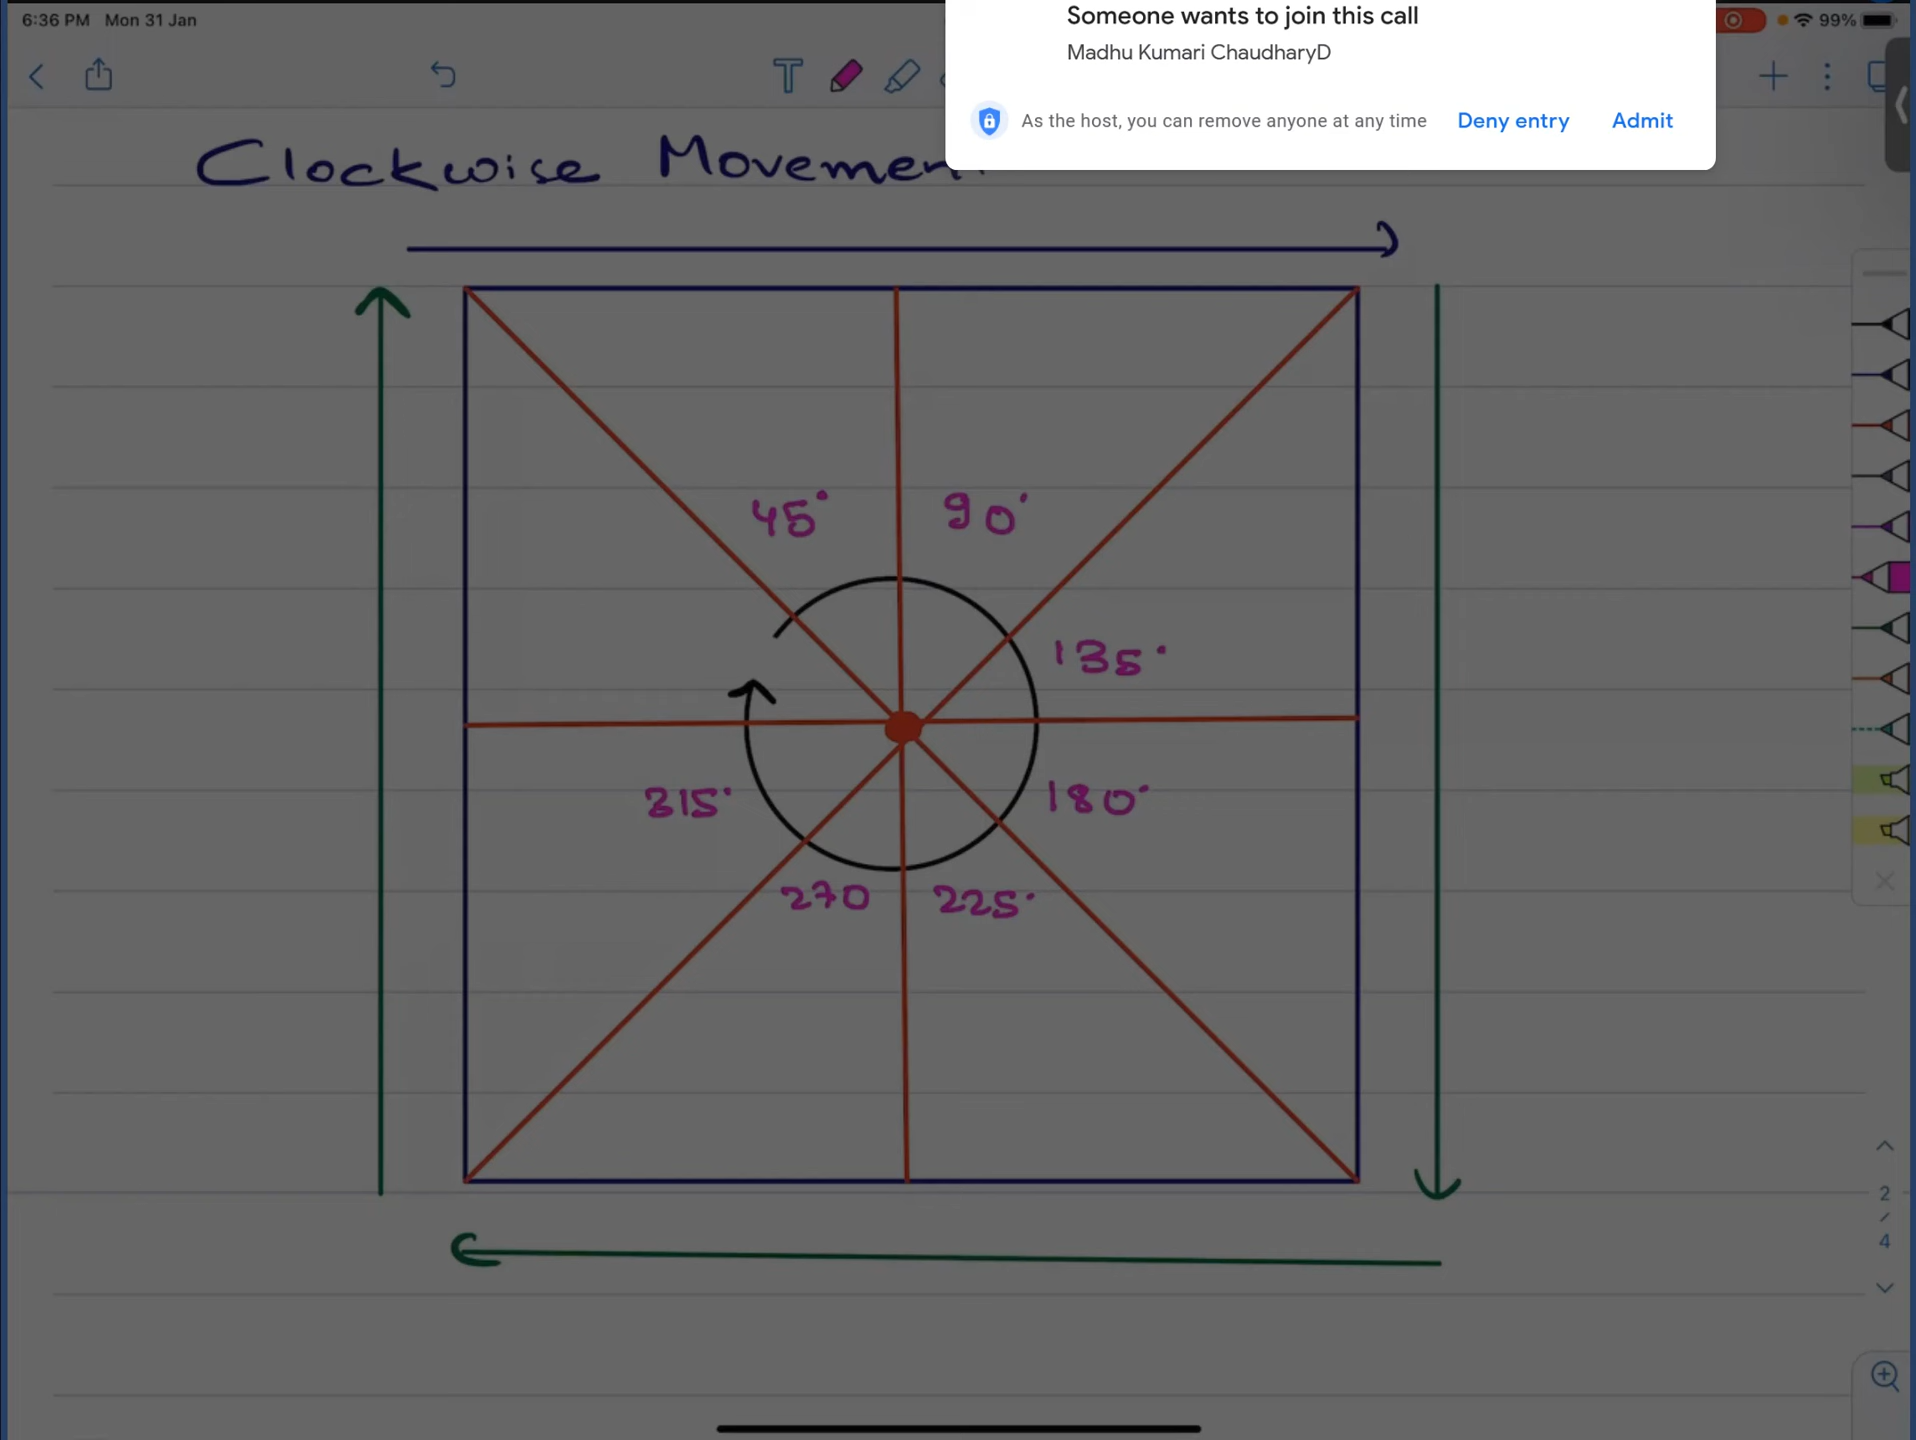 6:36 PM Mon 31 Jan
99%
Someone wants to join this call
Madhu Kumari ChaudharyD
As the host, you can remove anyone at any time Deny entry Admit
T
Clockwise
45° 90°
135°
315° 180°
270 225°
2
/
4